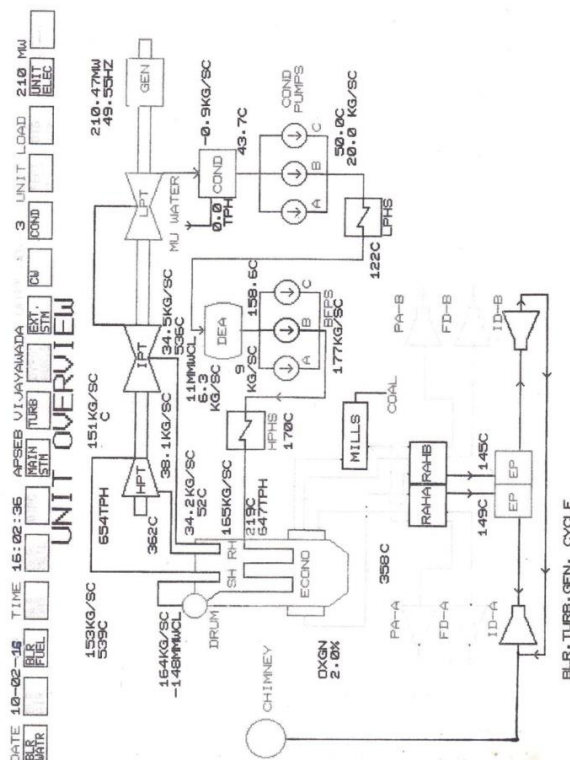 DATE 10-02-16 TIME 16:02:36 APSEB VIJAYAWADA 3 UNIT LOAD 210 MW
BLR WATR
BLR FUEL
MAIN STM
TURB
EXT. STM
CW
COND
UNIT ELEC
UNIT OVERVIEW
153KG/SC
539C
654TPH
151KG/SC
C
210.47MW
49.55HZ
HPT
IPT
LPT
GEN
362C
38.1KG/SC
34.5KG/SC
536C
MU WATER
0.0
TPH
COND
-0.9KG/SC
43.7C
COND
PUMPS
A
B
C
50.0C
20.0 KG/SC
LPHS
122C
164KG/SC
-148MMWCL
DRUM
SH RH
34.2KG/SC
52C
165KG/SC
219C
647TPH
HPHS
170C
11MMWCL
6.3
KG/SC
DEA
9
KG/SC
158.6C
A
B
C
BFPS
177KG/SC
ECOND
OXGN
2.0%
358C
MILLS
COAL
RAHA
RAHB
149C
145C
EP
EP
PA-A
FD-A
ID-A
PA-B
FD-B
ID-B
CHIMNEY
BLR.TURB.GEN. CYCLE